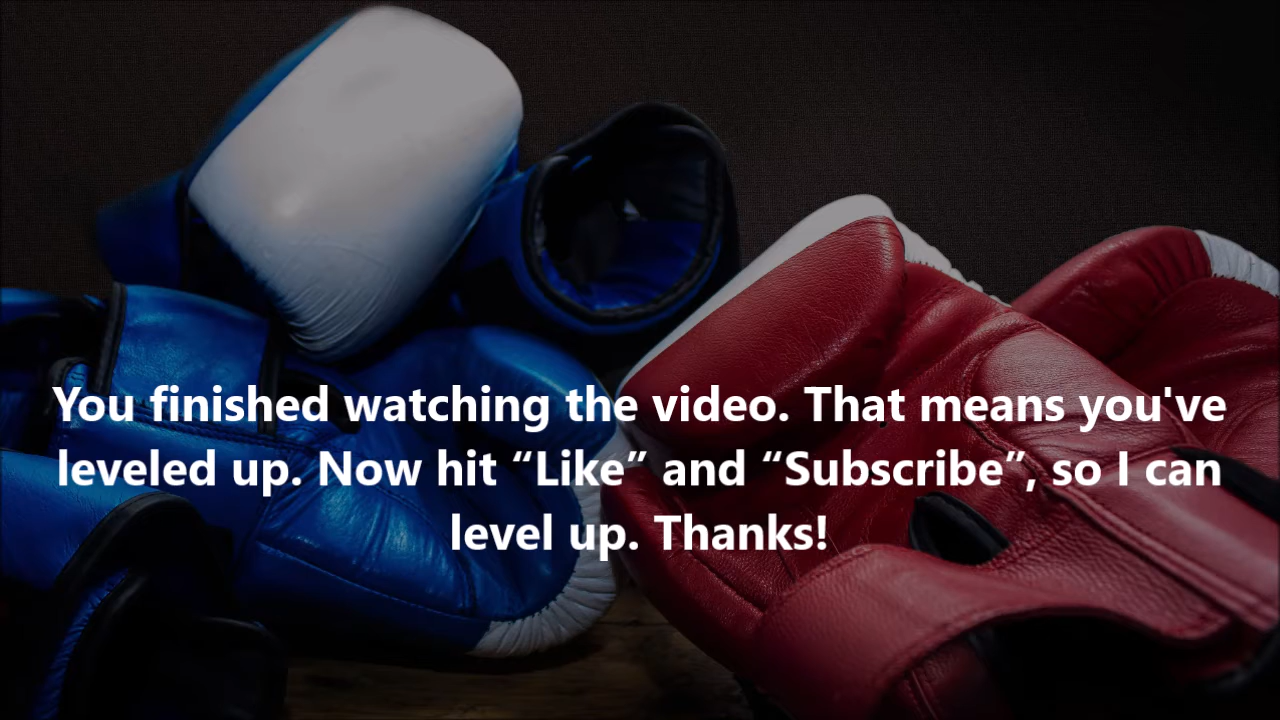 You finished watching the video. That means you've
leveled up. Now hit “Like” and “Subscribe”, so I can
level up. Thanks!